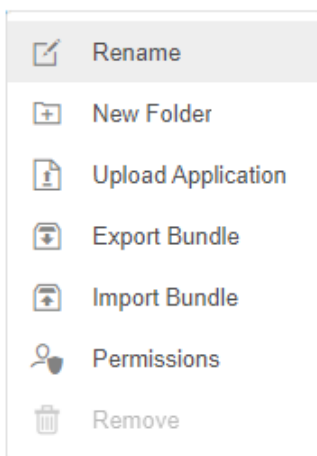 Rename
New Folder
Upload Application
Export Bundle
Import Bundle
Permissions
Remove